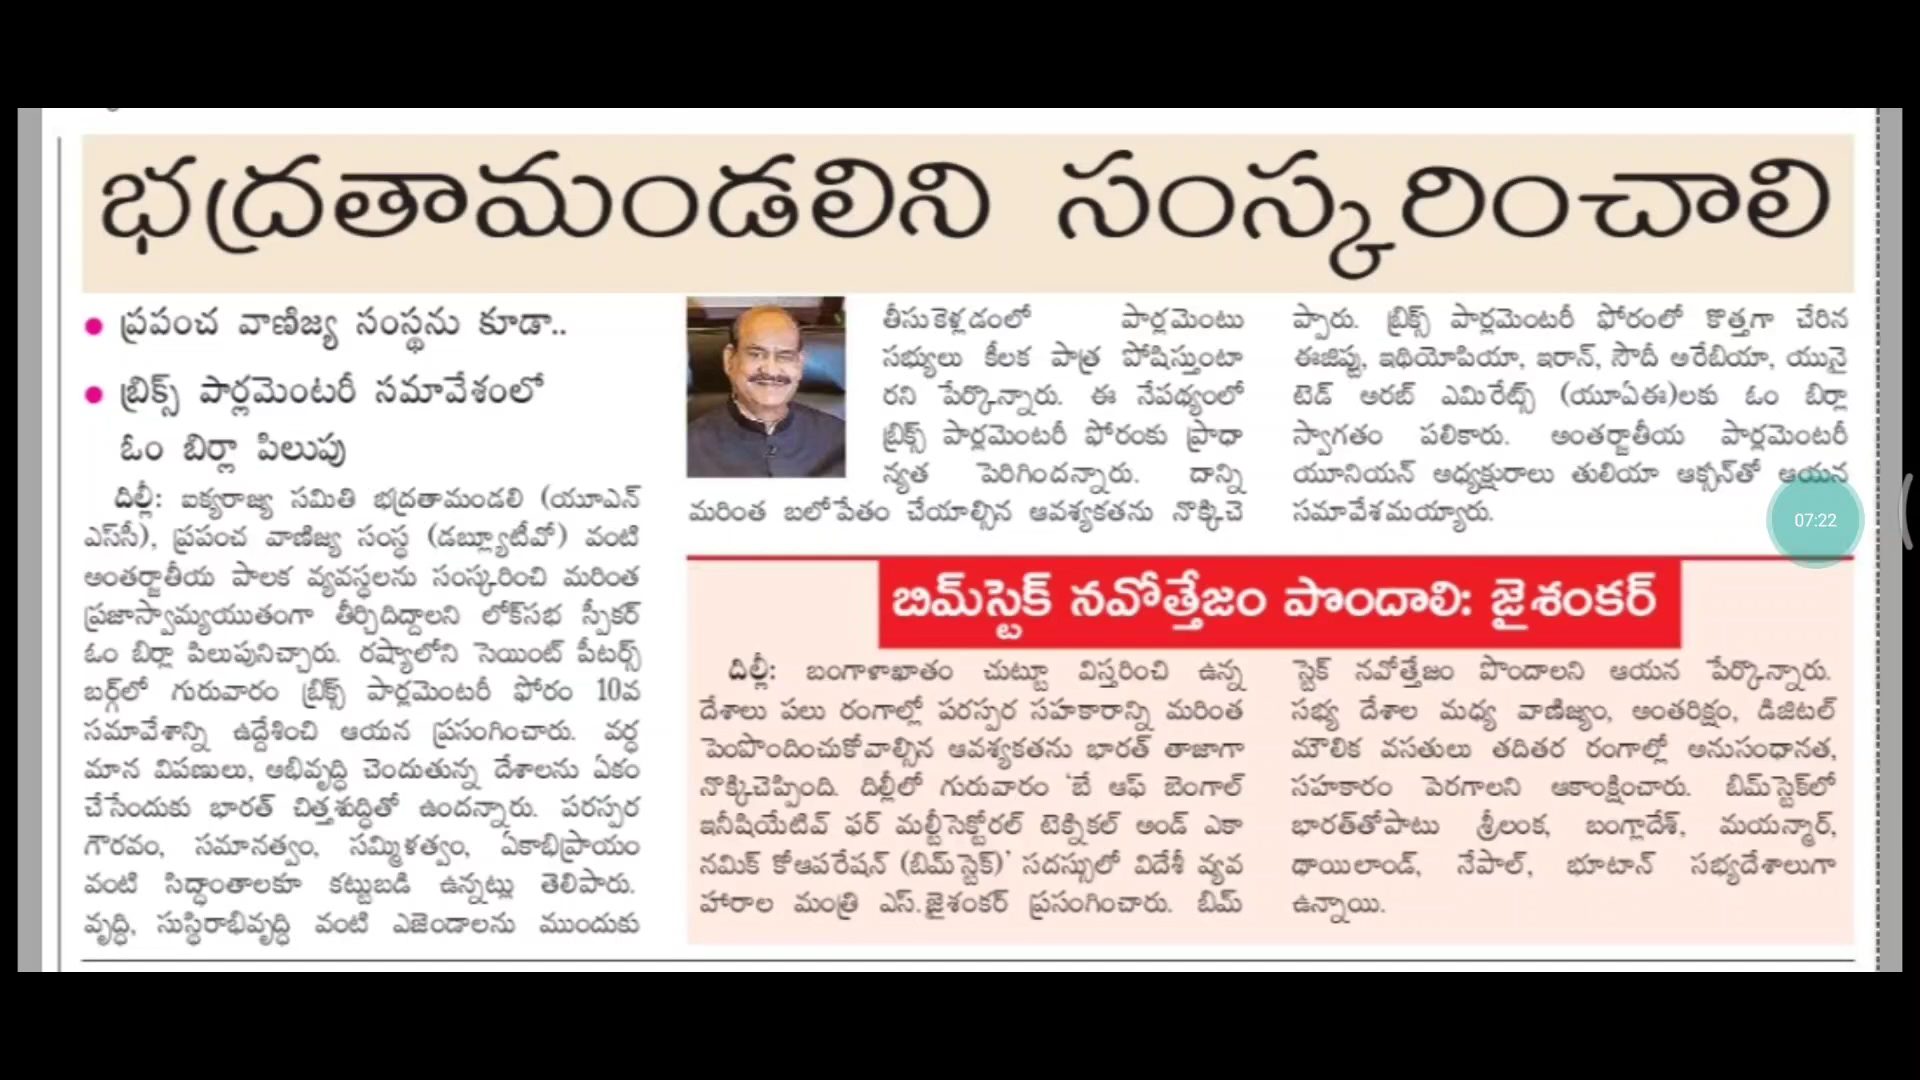 భద్రతామండలిని సంస్కరించాలి
● ప్రపంచ వాణిజ్య సంస్థను కూడా..
● బ్రిక్స్ పార్లమెంటరీ సమావేశంలో
ఓం బిర్లా పిలుపు
దిల్లీ: ఐక్యరాజ్య సమితి భద్రతామండలి (యూఎన్
ఎస్‌సీ), ప్రపంచ వాణిజ్య సంస్థ (డబ్ల్యూటీవో) వంటి
అంతర్జాతీయ పాలక వ్యవస్థలను సంస్కరించి మరింత
ప్రజాస్వామ్యయుతంగా తీర్చిదిద్దాలని లోక్‌సభ స్పీకర్
ఓం బిర్లా పిలుపునిచ్చారు. రష్యాలోని సెయింట్ పీటర్స్
బర్గ్‌లో గురువారం బ్రిక్స్ పార్లమెంటరీ ఫోరం 10వ
సమావేశాన్ని ఉద్దేశించి ఆయన ప్రసంగించారు. వర్ధ
మాన విపణులు, అభివృద్ధి చెందుతున్న దేశాలను ఏకం
చేసేందుకు భారత్ చిత్తశుద్ధితో ఉందన్నారు. పరస్పర
గౌరవం, సమానత్వం, సమ్మిళత్వం, ఏకాభిప్రాయం
వంటి సిద్ధాంతాలకూ కట్టుబడి ఉన్నట్లు తెలిపారు.
వృద్ధి, సుస్థిరాభివృద్ధి వంటి ఎజెండాలను ముందుకు
తీసుకెళ్లడంలో పార్లమెంటు
సభ్యులు కీలక పాత్ర పోషిస్తుంటా
రని పేర్కొన్నారు. ఈ నేపథ్యంలో
బ్రిక్స్ పార్లమెంటరీ ఫోరంకు ప్రాధా
న్యత పెరిగిందన్నారు. దాన్ని
మరింత బలోపేతం చేయాల్సిన ఆవశ్యకతను నొక్కిచె
ప్పారు. బ్రిక్స్ పార్లమెంటరీ ఫోరంలో కొత్తగా చేరిన
ఈజిప్టు, ఇథియోపియా, ఇరాన్, సౌదీ అరేబియా, యునై
టెడ్ అరబ్ ఎమిరేట్స్ (యూఏఈ)లకు ఓం బిర్లా
స్వాగతం పలికారు. అంతర్జాతీయ పార్లమెంటరీ
యూనియన్ అధ్యక్షురాలు తులియా ఆక్సన్‌తో ఆయన
సమావేశమయ్యారు.
07:22
బిమ్‌స్టెక్ నవోత్తేజం పొందాలి: జైశంకర్
దిల్లీ: బంగాళాఖాతం చుట్టూ విస్తరించి ఉన్న
దేశాలు పలు రంగాల్లో పరస్పర సహకారాన్ని మరింత
పెంపొందించుకోవాల్సిన ఆవశ్యకతను భారత్ తాజాగా
నొక్కిచెప్పింది. దిల్లీలో గురువారం ‘బే ఆఫ్ బెంగాల్
ఇనీషియేటివ్ ఫర్ మల్టీసెక్టోరల్ టెక్నికల్ అండ్ ఎకా
నమిక్ కోఆపరేషన్ (బిమ్‌స్టెక్)’ సదస్సులో విదేశీ వ్యవ
హారాల మంత్రి ఎస్.జైశంకర్ ప్రసంగించారు. బిమ్
స్టెక్ నవోత్తేజం పొందాలని ఆయన పేర్కొన్నారు.
సభ్య దేశాల మధ్య వాణిజ్యం, అంతరిక్షం, డిజిటల్
మౌలిక వసతులు తదితర రంగాల్లో అనుసంధానత,
సహకారం పెరగాలని ఆకాంక్షించారు. బిమ్‌స్టెక్‌లో
భారత్‌తోపాటు శ్రీలంక, బంగ్లాదేశ్, మయన్మార్,
థాయిలాండ్, నేపాల్, భూటాన్ సభ్యదేశాలుగా
ఉన్నాయి.